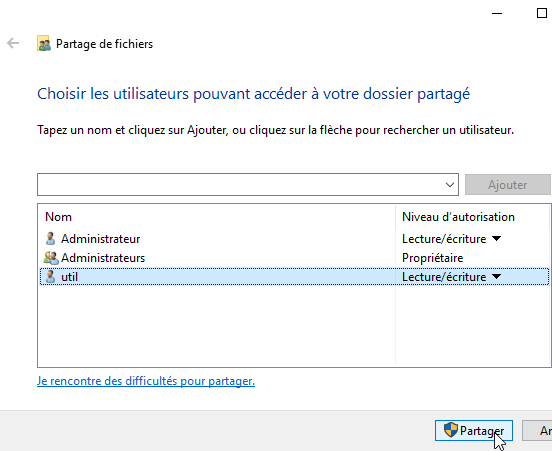 Partage de fichiers
Choisir les utilisateurs pouvant accéder à votre dossier partagé
Tapez un nom et cliquez sur Ajouter, ou cliquez sur la flèche pour rechercher un utilisateur.
Ajouter
Nom Niveau d'autorisation
Administrateur Lecture/écriture
Administrateurs Propriétaire
util Lecture/écriture
Je rencontre des difficultés pour partager.
Partager An